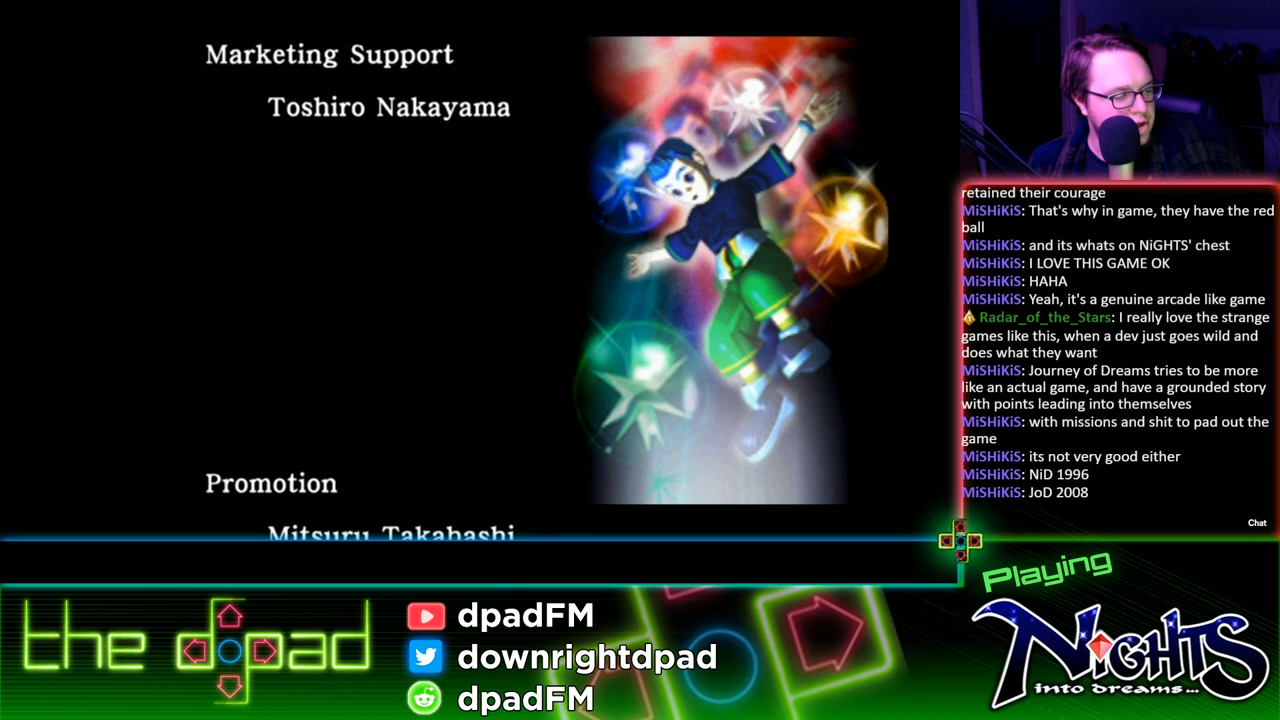 Marketing Support
Toshiro Nakayama
Promotion
Mitsuru Takahashi
retained their courage
MiSHiKiS: That's why in game, they have the red
ball
MiSHiKiS: and its whats on NiGHTS' chest
MiSHiKiS: I LOVE THIS GAME OK
MiSHiKiS: HAHA
MiSHiKiS: Yeah, it's a genuine arcade like game
Radar_of_the_Stars: I really love the strange
games like this, when a dev just goes wild and
does what they want
MiSHiKiS: Journey of Dreams tries to be more
like an actual game, and have a grounded story
with points leading into themselves
MiSHiKiS: with missions and shit to pad out the
game
MiSHiKiS: its not very good either
MiSHiKiS: NiD 1996
MiSHiKiS: JoD 2008
Chat
the dpad
dpadFM
downrightdpad
dpadFM
Playing
NiGHTS
into dreams...